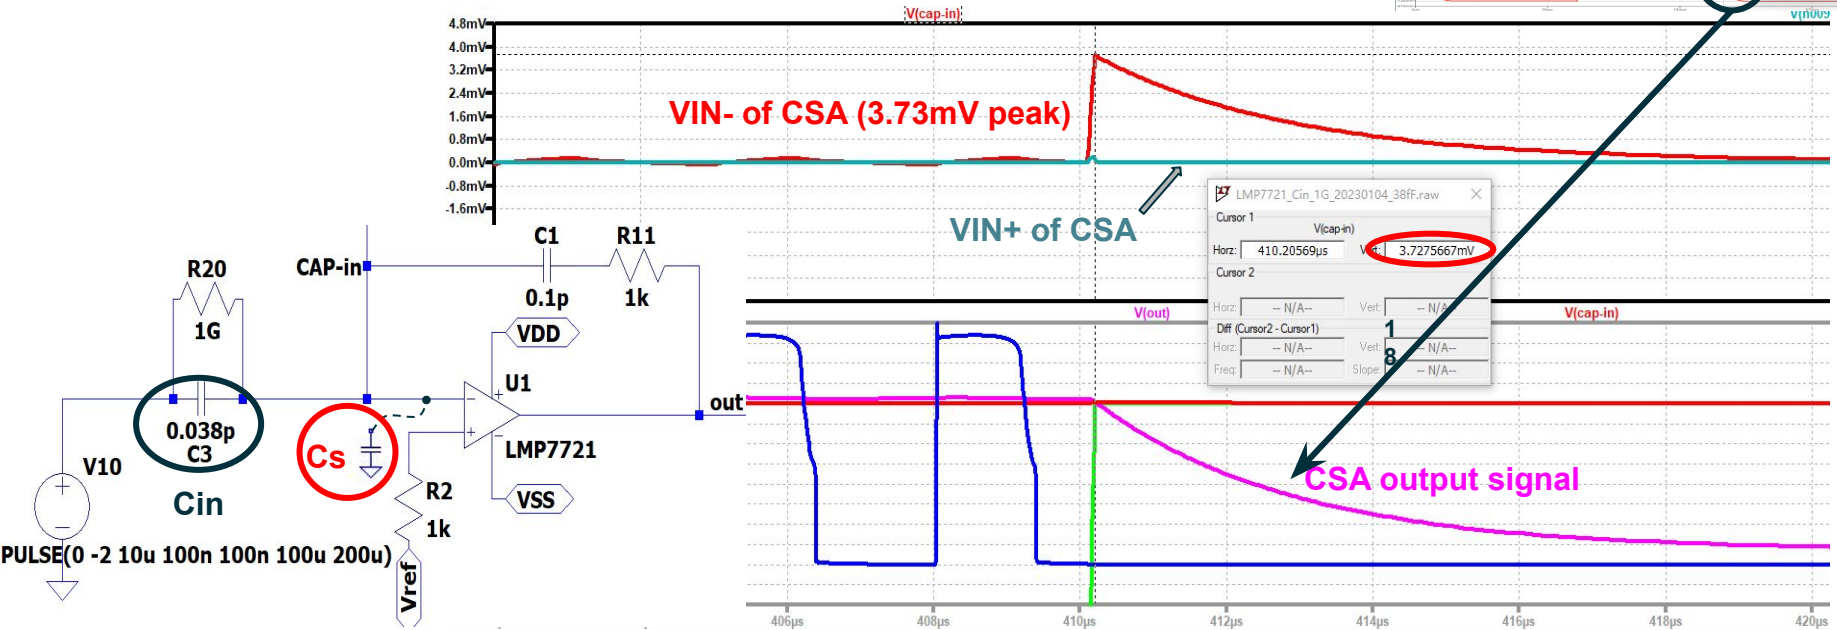 V(cap-in)
V(n009
4.8mV
4.0mV
3.2mV
2.4mV
1.6mV
0.8mV
0.0mV
-0.8mV
-1.6mV
VIN- of CSA (3.73mV peak)
VIN+ of CSA
LMP7721_Cin_1G_20230104_38fF.raw
Cursor 1
V(cap-in)
Horz: 410.20569µs Vert: 3.7275667mV
Cursor 2
Horz: -- N/A-- Vert: -- N/A--
Diff (Cursor2 - Cursor1)
Horz: -- N/A-- Vert: -- N/A--
Freq: -- N/A-- Slope: -- N/A--
1
8
C1
0.1p
R11
1k
CAP-in
R20
1G
VDD
U1
out
0.038p
C3
Cs
LMP7721
V10
Cin
R2
1k
VSS
PULSE(0 -2 10u 100n 100n 100u 200u)
Vref
V(out)
V(cap-in)
CSA output signal
406µs
408µs
410µs
412µs
414µs
416µs
418µs
420µs